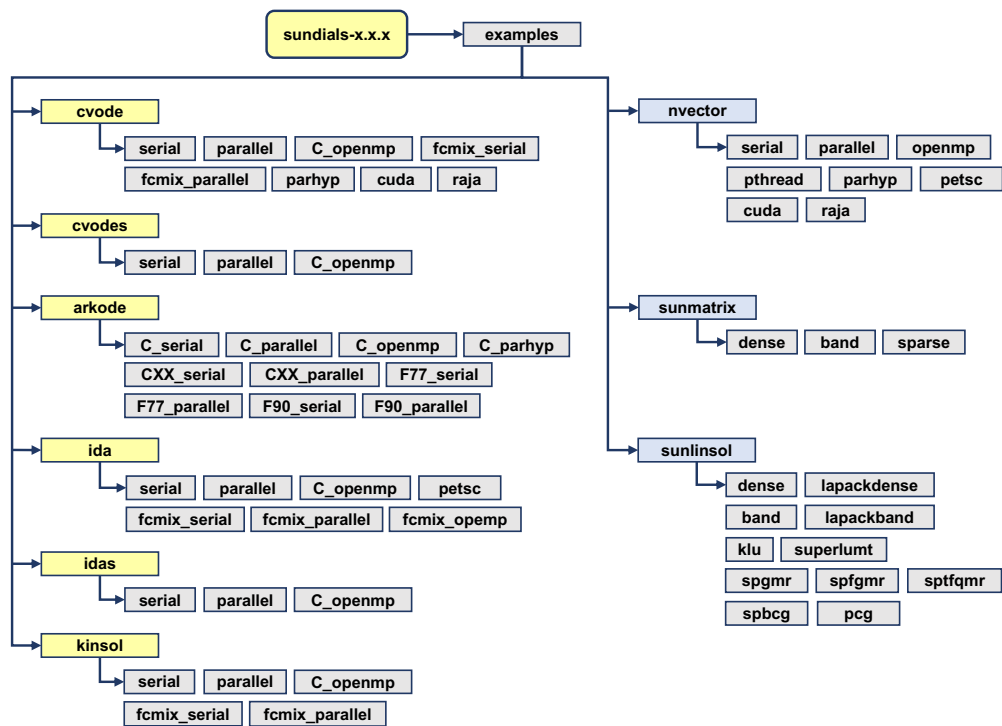 sundials-x.x.x examples
cvode
serial parallel C_openmp fcmix_serial
fcmix_parallel parhyp cuda raja
cvodes
serial parallel C_openmp
arkode
C_serial C_parallel C_openmp C_parhyp
CXX_serial CXX_parallel F77_serial
F77_parallel F90_serial F90_parallel
ida
serial parallel C_openmp petsc
fcmix_serial fcmix_parallel fcmix_opemp
idas
serial parallel C_openmp
kinsol
serial parallel C_openmp
fcmix_serial fcmix_parallel
nvector
serial parallel openmp
pthread parhyp petsc
cuda raja
sunmatrix
dense band sparse
sunlinsol
dense lapackdense
band lapackband
klu superlumt
spgmr spfgmr sptfqmr
spbcg pcg